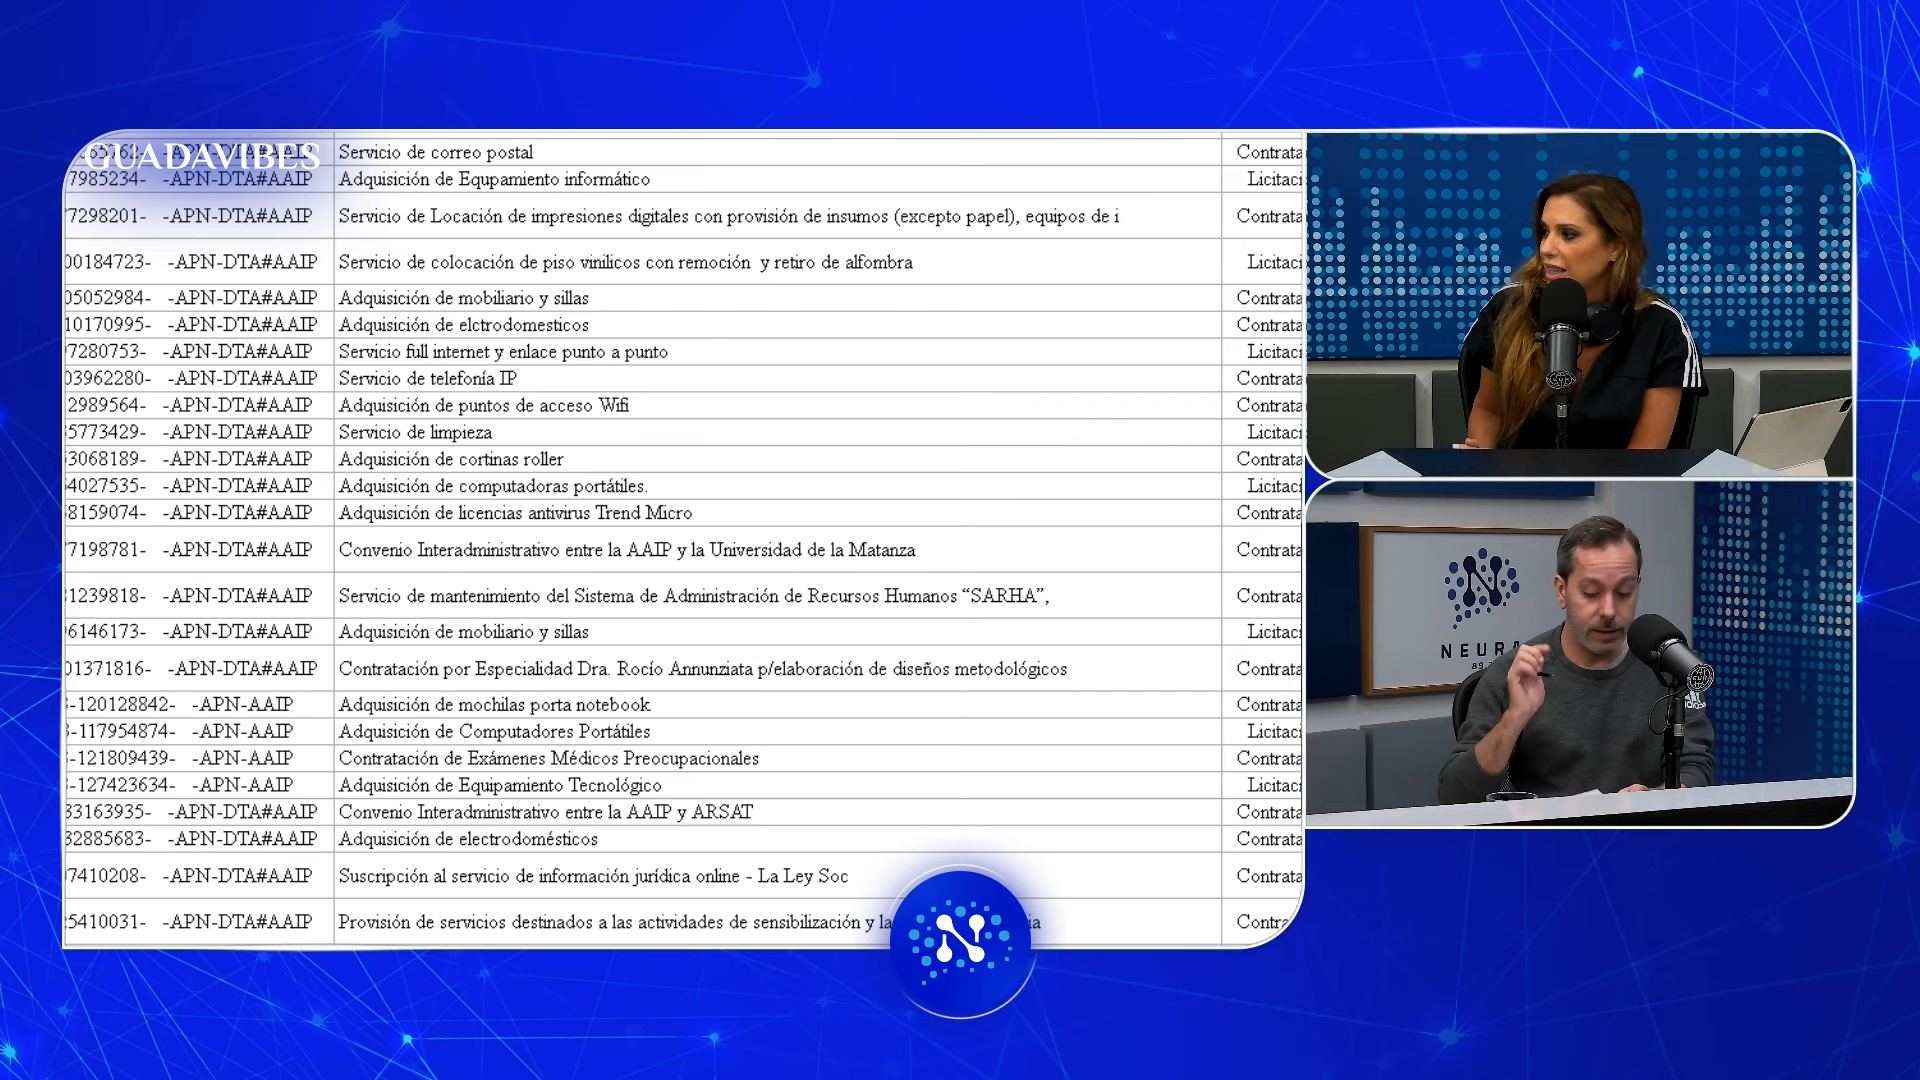 GUADAVIBES
Servicio de correo postal Contrata
7985234- -APN-DTA#AAIP Adquisición de Equpamiento informático Licitaci
7298201- -APN-DTA#AAIP Servicio de Locación de impresiones digitales con provisión de insumos (excepto papel), equipos de i Contrata
00184723- -APN-DTA#AAIP Servicio de colocación de piso vinilicos con remoción y retiro de alfombra Licitaci
05052984- -APN-DTA#AAIP Adquisición de mobiliario y sillas Contrata
10170995- -APN-DTA#AAIP Adquisición de elctrodomesticos Contrata
7280753- -APN-DTA#AAIP Servicio full internet y enlace punto a punto Licitaci
03962280- -APN-DTA#AAIP Servicio de telefonía IP Contrata
2989564- -APN-DTA#AAIP Adquisición de puntos de acceso Wifi Contrata
5773429- -APN-DTA#AAIP Servicio de limpieza Licitaci
3068189- -APN-DTA#AAIP Adquisición de cortinas roller Contrata
4027535- -APN-DTA#AAIP Adquisición de computadoras portátiles. Licitaci
8159074- -APN-DTA#AAIP Adquisición de licencias antivirus Trend Micro Contrata
7198781- -APN-DTA#AAIP Convenio Interadministrativo entre la AAIP y la Universidad de la Matanza Contrata
1239818- -APN-DTA#AAIP Servicio de mantenimiento del Sistema de Administración de Recursos Humanos “SARHA”, Contrata
6146173- -APN-DTA#AAIP Adquisición de mobiliario y sillas Licitaci
01371816- -APN-DTA#AAIP Contratación por Especialidad Dra. Rocío Annunziata p/elaboración de diseños metodológicos Contrata
-120128842- -APN-AAIP Adquisición de mochilas porta notebook Contrata
-117954874- -APN-AAIP Adquisición de Computadores Portátiles Licitaci
-121809439- -APN-AAIP Contratación de Exámenes Médicos Preocupacionales Contrata
-127423634- -APN-AAIP Adquisición de Equipamiento Tecnológico Licitaci
33163935- -APN-DTA#AAIP Convenio Interadministrativo entre la AAIP y ARSAT Contrata
32885683- -APN-DTA#AAIP Adquisición de electrodomésticos Contrata
7410208- -APN-DTA#AAIP Suscripción al servicio de información jurídica online - La Ley Soc Contrata
5410031- -APN-DTA#AAIP Provisión de servicios destinados a las actividades de sensibilización y la Contra
NEURA
89.
adidas